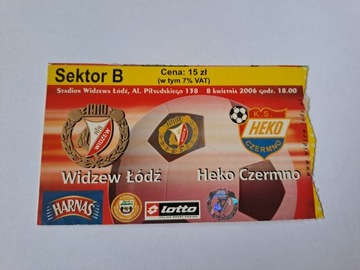 Sektor B
Cena: 15 zł
(w tym 7% VAT)
Stadion Widzewa Łódź, Al. Piłsudskiego 138 8 kwietnia 2006 godz. 18.00
1910
WIDZEW
K S
HEKO
CZERMNO
Widzew Łódź
Heko Czermno
HARNAŚ
lotto